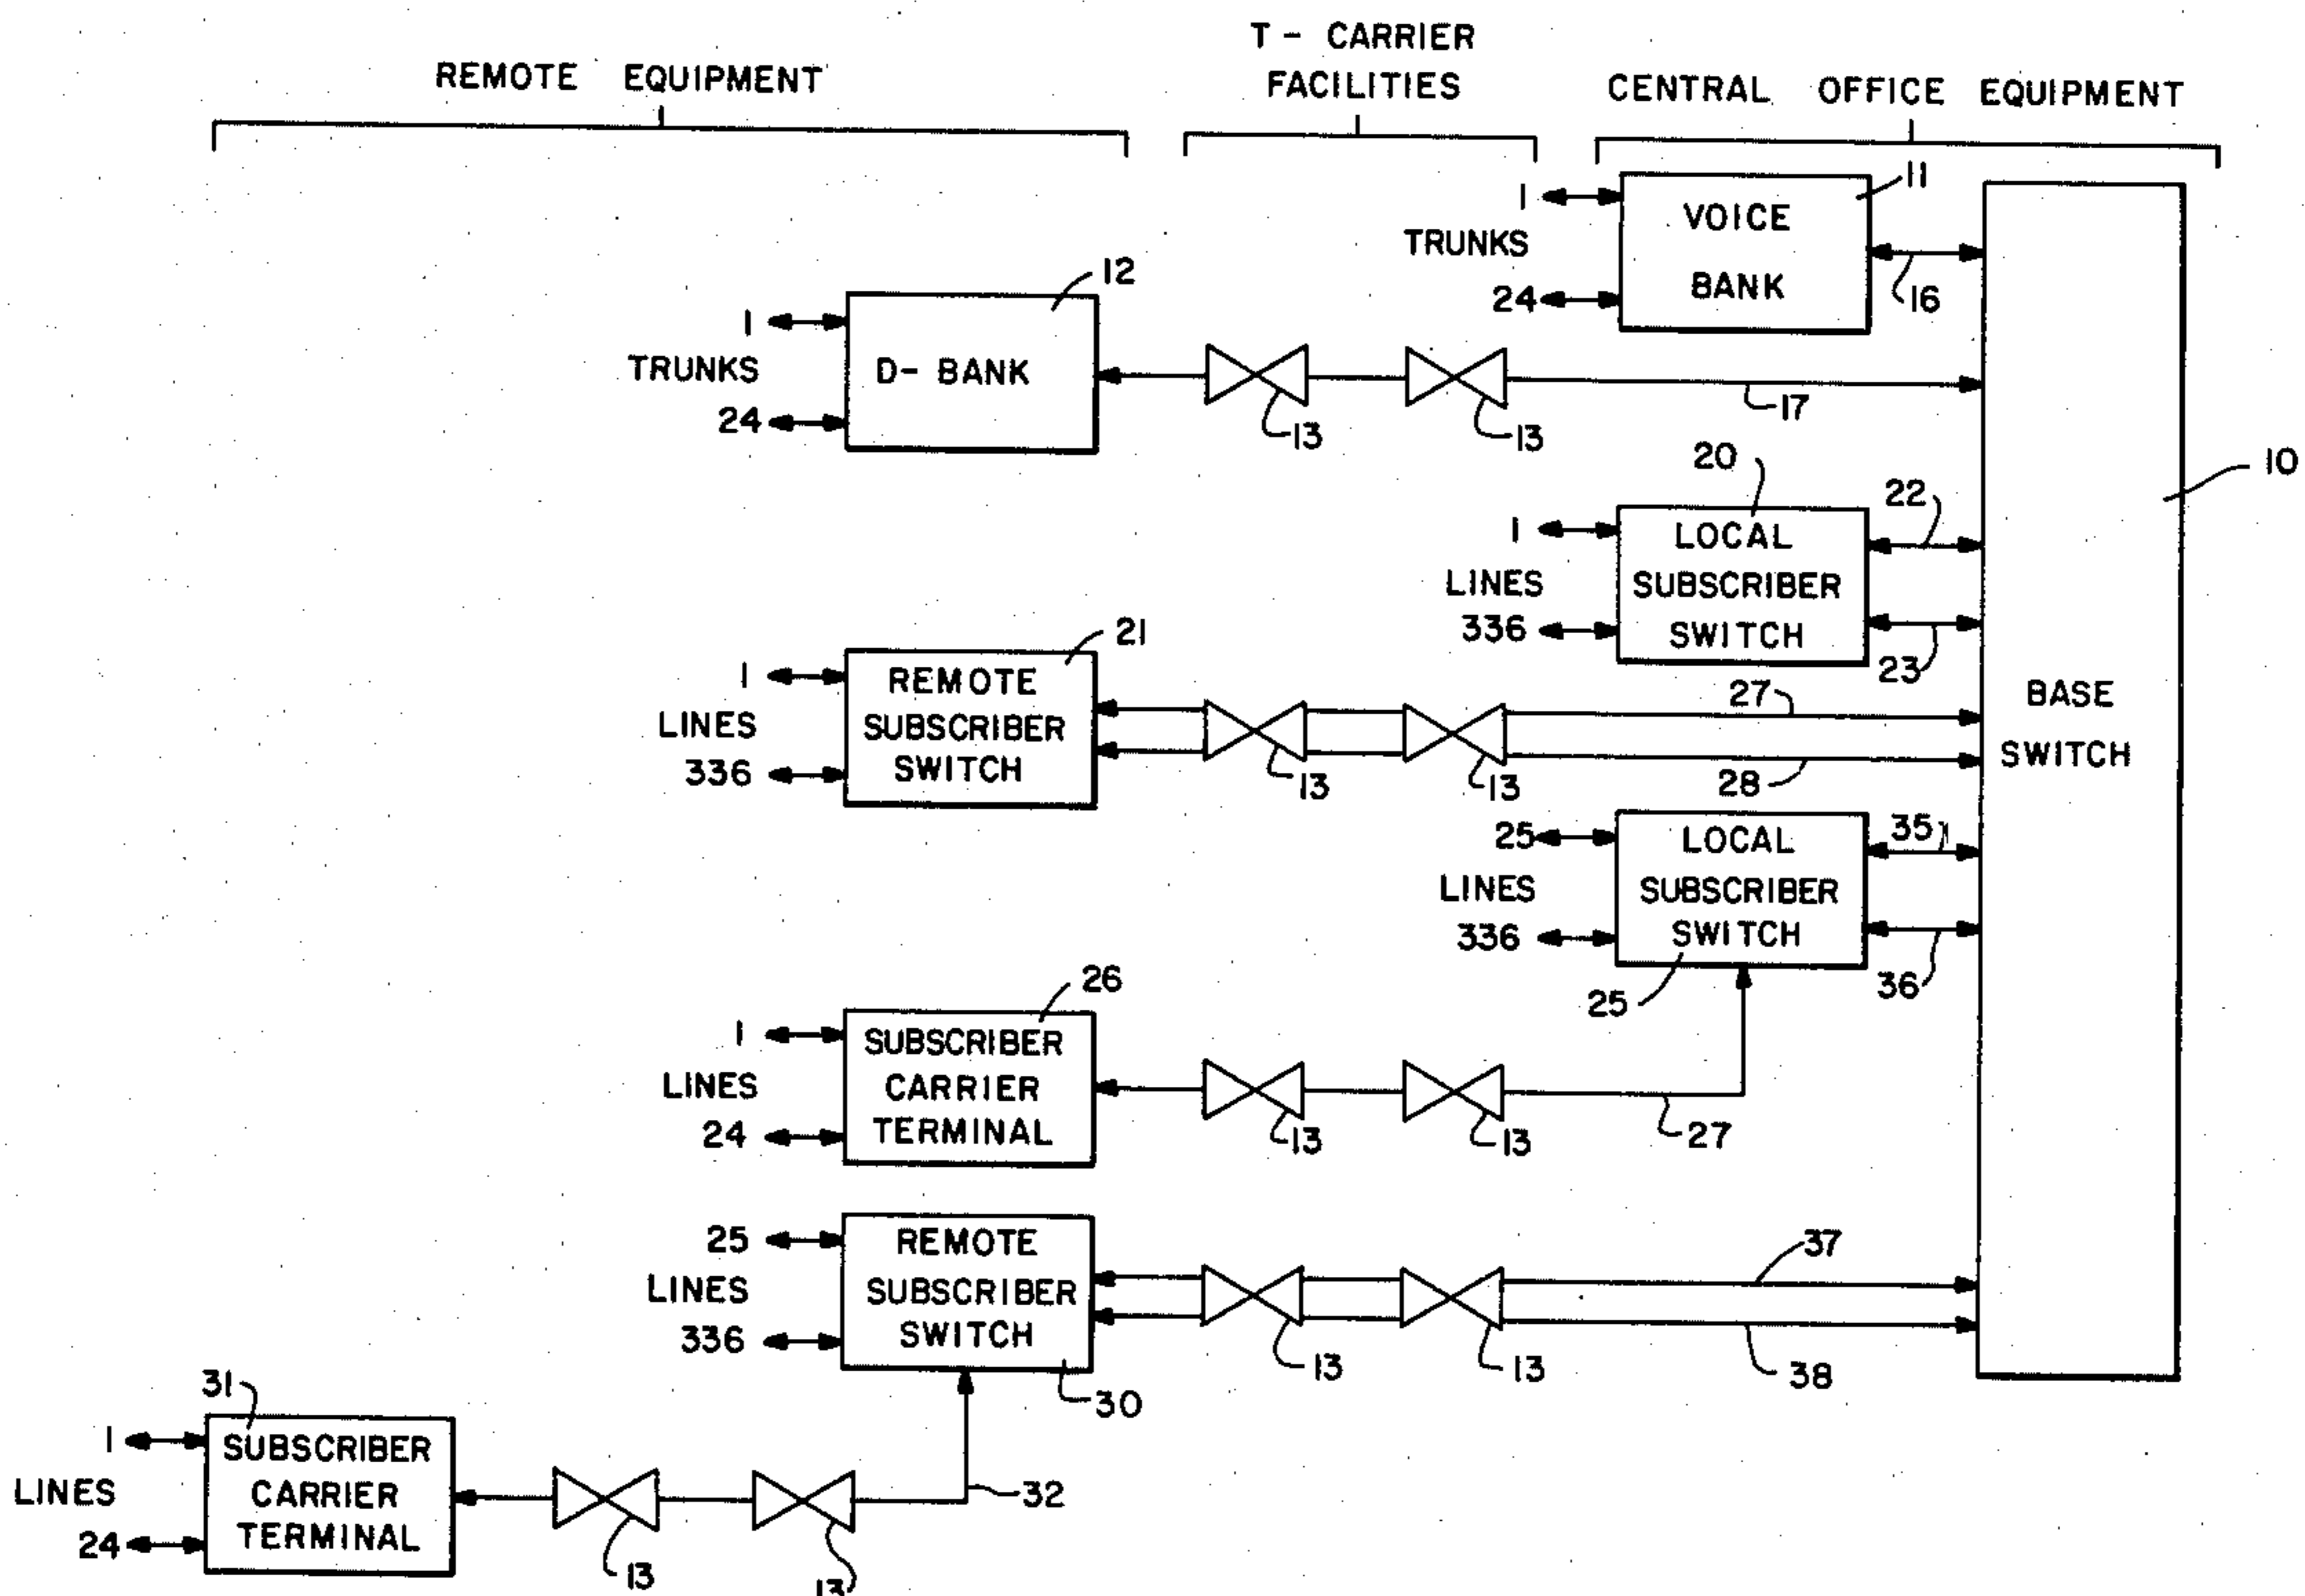 REMOTE EQUIPMENT
T - CARRIER
FACILITIES
CENTRAL OFFICE EQUIPMENT
1
TRUNKS
24
VOICE
BANK
11
16
12
1
TRUNKS
24
D- BANK
13
13
17
10
20
1
LINES
336
LOCAL
SUBSCRIBER
SWITCH
22
23
21
1
LINES
336
REMOTE
SUBSCRIBER
SWITCH
13
13
27
28
BASE
SWITCH
25
LINES
336
LOCAL
SUBSCRIBER
SWITCH
25
35
36
26
1
LINES
24
SUBSCRIBER
CARRIER
TERMINAL
13
13
27
25
LINES
336
REMOTE
SUBSCRIBER
SWITCH
30
13
13
37
38
31
1
LINES
24
SUBSCRIBER
CARRIER
TERMINAL
13
13
32